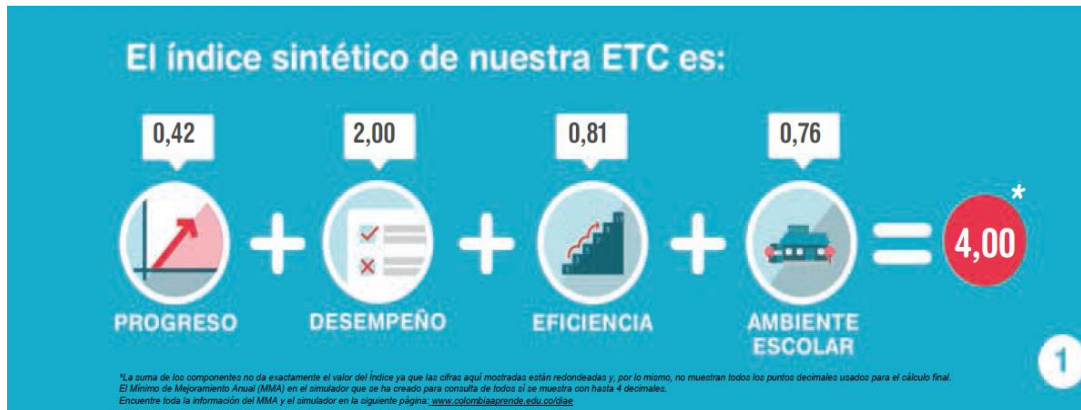 El índice sintético de nuestra ETC es:
0,42 2,00 0,81 0,76
*
4,00
PROGRESO DESEMPEÑO EFICIENCIA AMBIENTE
ESCOLAR
1
*La suma de los componentes no da exactamente el valor del Índice ya que las cifras aquí mostradas están redondeadas y, por lo mismo, no muestran todos los puntos decimales usados para el cálculo final.
El Mínimo de Mejoramiento Anual (MMA) en el simulador que se ha creado para consulta de todos sí se muestra con hasta 4 decimales.
Encuentre toda la información del MMA y el simulador en la siguiente página: www.colombiaaprende.edu.co/diae